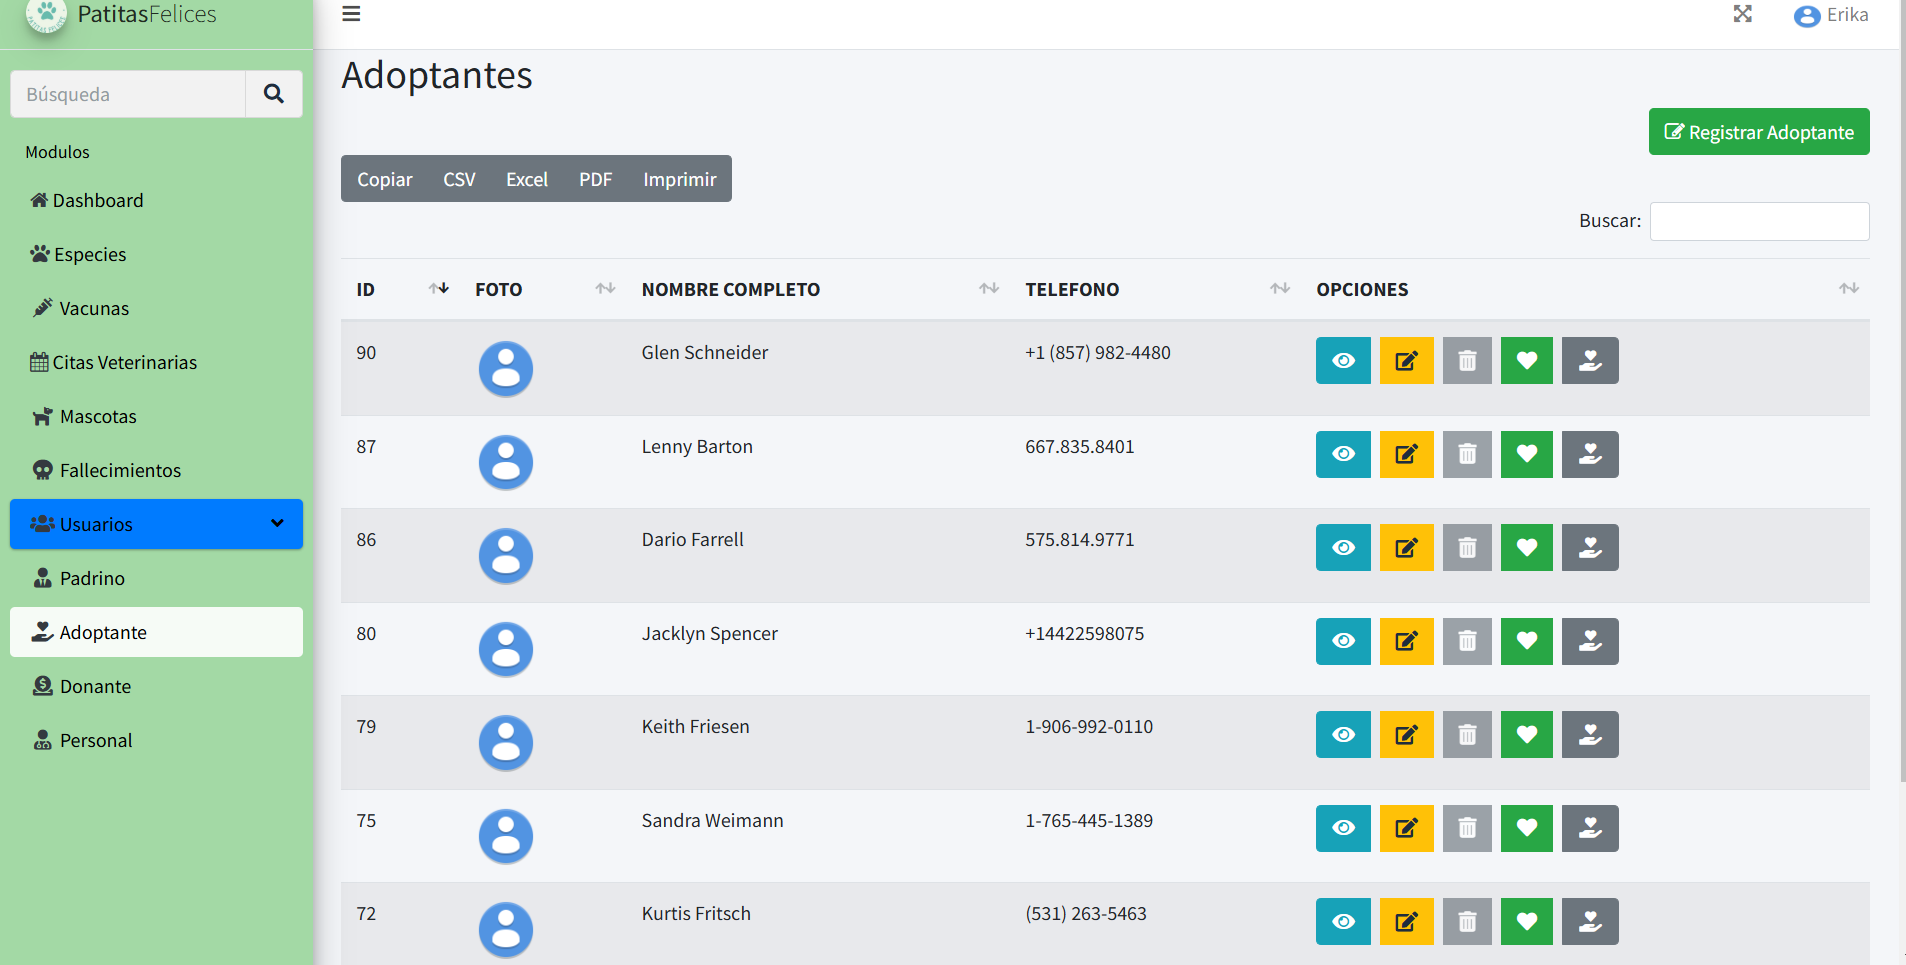 PatitasFelices
Erika
Búsqueda
Modulos
Dashboard
Especies
Vacunas
Citas Veterinarias
Mascotas
Fallecimientos
Usuarios
Padrino
Adoptante
Donante
Personal
Adoptantes
Registrar Adoptante
Copiar CSV Excel PDF Imprimir
Buscar:
ID FOTO NOMBRE COMPLETO TELEFONO OPCIONES
90 Glen Schneider +1 (857) 982-4480
87 Lenny Barton 667.835.8401
86 Dario Farrell 575.814.9771
80 Jacklyn Spencer +14422598075
79 Keith Friesen 1-906-992-0110
75 Sandra Weimann 1-765-445-1389
72 Kurtis Fritsch (531) 263-5463